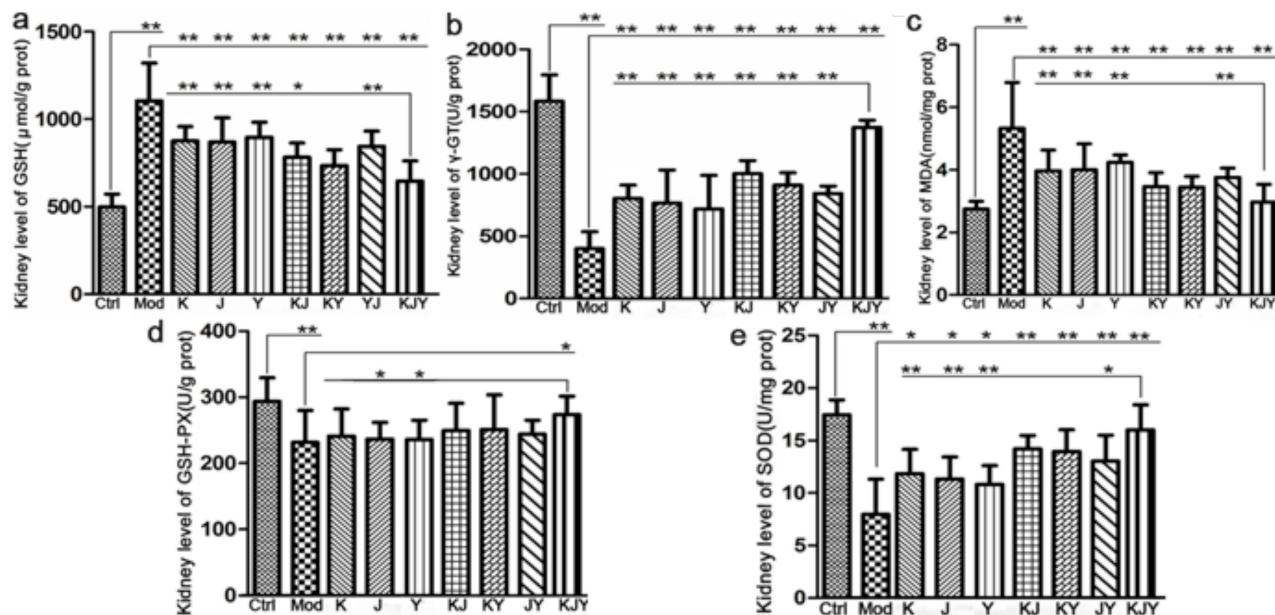 a
Kidney level of GSH( μmol/g prot)
1500
1000
500
0
**
** ** ** ** ** ** **
** ** ** * **
Ctrl Mod K J Y KJ KY YJ KJY
b
Kidney level of γ-GT(U/g prot)
2000
1500
1000
500
0
**
** ** ** ** ** ** **
** ** ** ** ** **
Ctrl Mod K J Y KJ KY JY KJY
c
Kidney level of MDA(nmol/mg prot)
8
6
4
2
0
**
** ** ** ** ** ** **
** ** ** **
Ctrl Mod K J Y KY KY JY KJY
d
Kidney level of GSH-PX(U/g prot)
400
300
200
100
0
**
*
* *
Ctrl Mod K J Y KJ KY JY KJY
e
Kidney level of SOD(U/mg prot)
25
20
15
10
5
0
**
* * * ** ** ** **
** ** ** *
Ctrl Mod K J Y KJ KY JY KJY